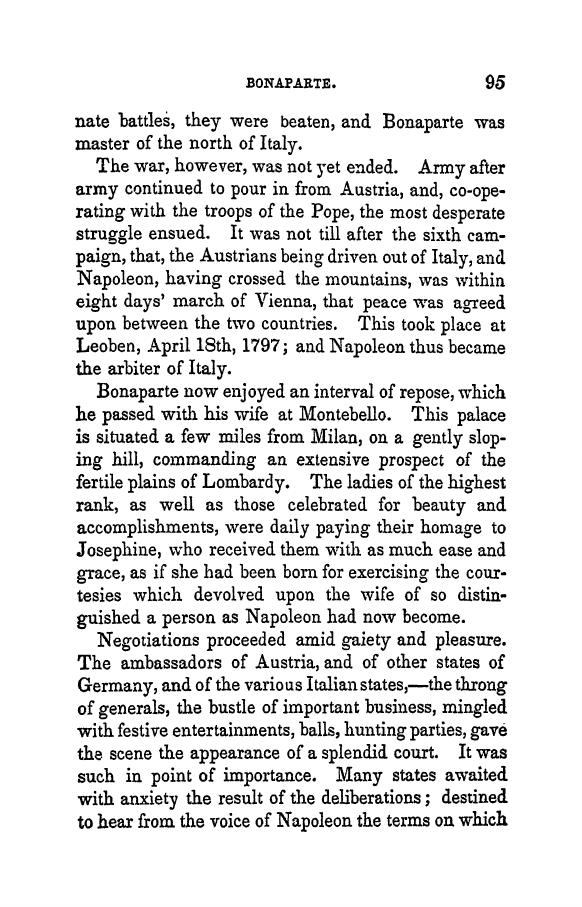 BONAPARTE. 95
nate battles, they were beaten, and Bonaparte was
master of the north of Italy.
The war, however, was not yet ended. Army after
army continued to pour in from Austria, and, co-ope-
rating with the troops of the Pope, the most desperate
struggle ensued. It was not till after the sixth cam-
paign, that, the Austrians being driven out of Italy, and
Napoleon, having crossed the mountains, was within
eight days' march of Vienna, that peace was agreed
upon between the two countries. This took place at
Leoben, April 18th, 1797; and Napoleon thus became
the arbiter of Italy.
Bonaparte now enjoyed an interval of repose, which
he passed with his wife at Montebello. This palace
is situated a few miles from Milan, on a gently slop-
ing hill, commanding an extensive prospect of the
fertile plains of Lombardy. The ladies of the highest
rank, as well as those celebrated for beauty and
accomplishments, were daily paying their homage to
Josephine, who received them with as much ease and
grace, as if she had been born for exercising the cour-
tesies which devolved upon the wife of so distin-
guished a person as Napoleon had now become.
Negotiations proceeded amid gaiety and pleasure.
The ambassadors of Austria, and of other states of
Germany, and of the various Italian states,—the throng
of generals, the bustle of important business, mingled
with festive entertainments, balls, hunting parties, gave
the scene the appearance of a splendid court. It was
such in point of importance. Many states awaited
with anxiety the result of the deliberations; destined
to hear from the voice of Napoleon the terms on which